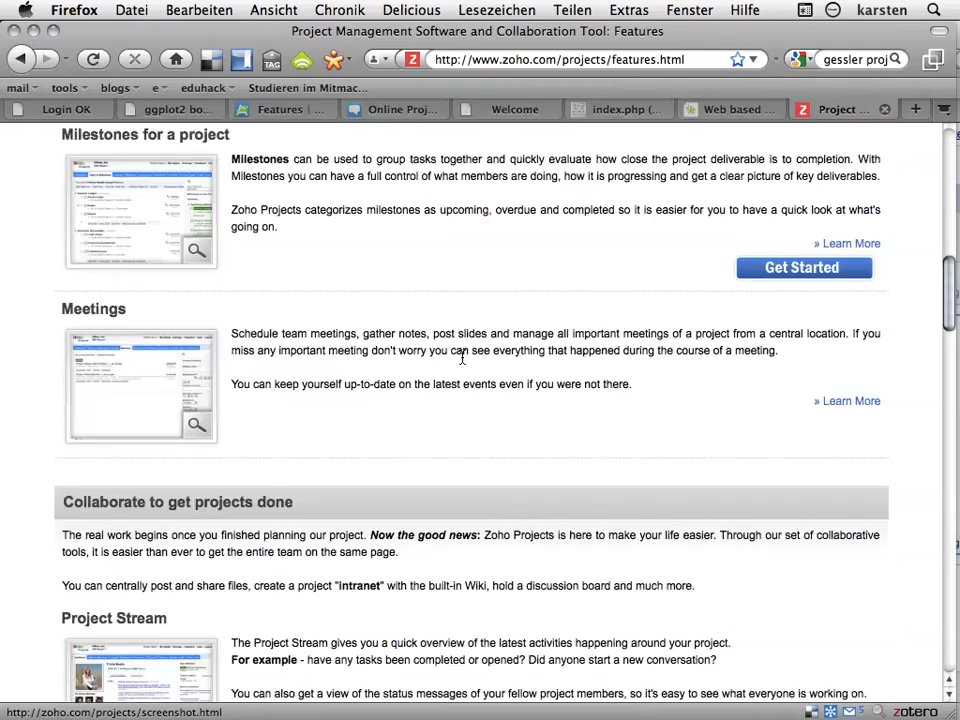 Firefox Datei Bearbeiten Ansicht Chronik Delicious Lesezeichen Teilen Extras Fenster Hilfe karsten
Project Management Software and Collaboration Tool: Features
http://www.zoho.com/projects/features.html gessler proj
mail tools blogs e eduhack Studieren im Mitmac...
Login OK ggplot2 bo... Features | ... Online Proj... Welcome index.php (... Web based ... Project ...
Milestones for a project
Milestones can be used to group tasks together and quickly evaluate how close the project deliverable is to completion. With
Milestones you can have a full control of what members are doing, how it is progressing and get a clear picture of key deliverables.
Zoho Projects categorizes milestones as upcoming, overdue and completed so it is easier for you to have a quick look at what's
going on.
» Learn More
Get Started
Meetings
Schedule team meetings, gather notes, post slides and manage all important meetings of a project from a central location. If you
miss any important meeting don't worry you can see everything that happened during the course of a meeting.
You can keep yourself up-to-date on the latest events even if you were not there.
» Learn More
Collaborate to get projects done
The real work begins once you finished planning our project. Now the good news: Zoho Projects is here to make your life easier. Through our set of collaborative
tools, it is easier than ever to get the entire team on the same page.
You can centrally post and share files, create a project "intranet" with the built-in Wiki, hold a discussion board and much more.
Project Stream
The Project Stream gives you a quick overview of the latest activities happening around your project.
For example - have any tasks been completed or opened? Did anyone start a new conversation?
You can also get a view of the status messages of your fellow project members, so it's easy to see what everyone is working on.
http://zoho.com/projects/screenshot.html 5 zotero